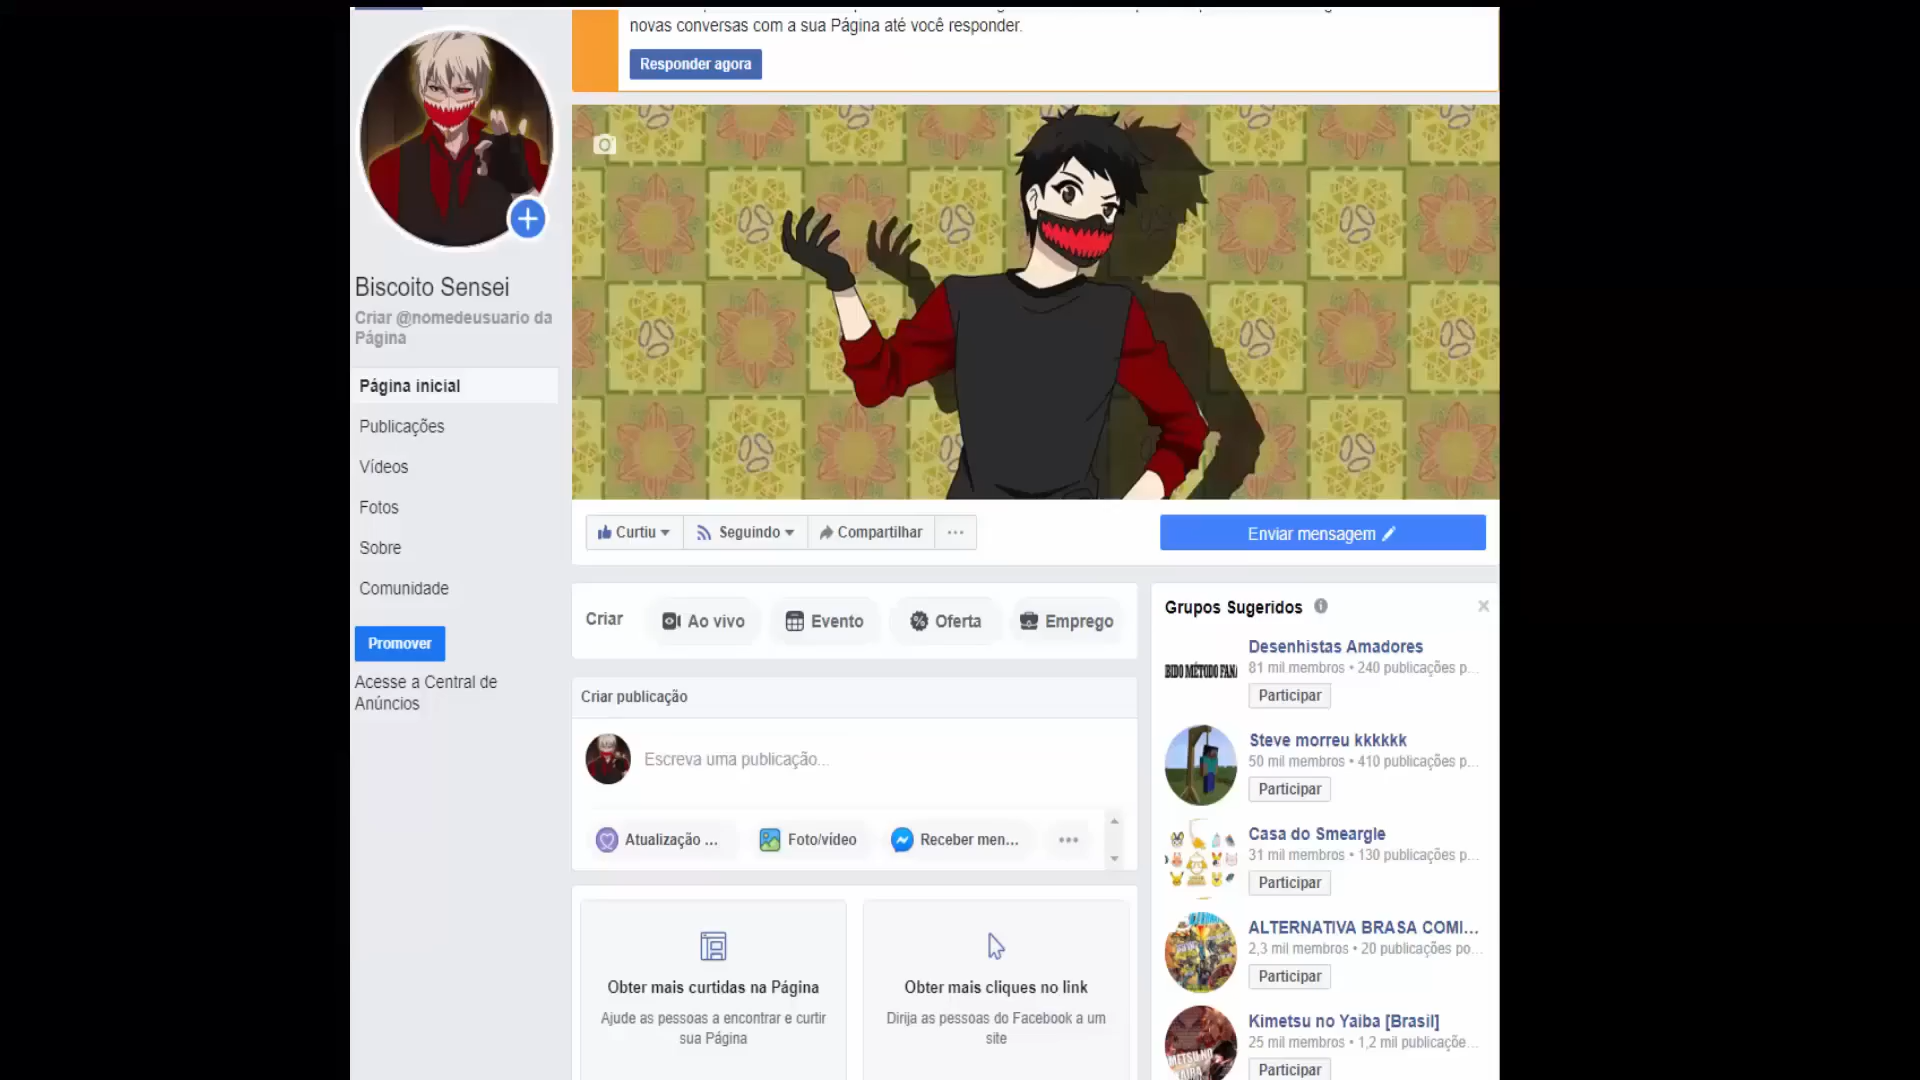 novas conversas com a sua Página até você responder.
Responder agora
Biscoito Sensei
Criar @nomedeusuario da
Página
Página inicial
Publicações
Vídeos
Fotos
Sobre
Comunidade
Promover
Acesse a Central de
Anúncios
Curtiu
Seguindo
Compartilhar
Enviar mensagem
Criar
Ao vivo
Evento
Oferta
Emprego
Criar publicação
Escreva uma publicação...
Atualização ...
Foto/vídeo
Receber men...
Obter mais curtidas na Página
Ajude as pessoas a encontrar e curtir
sua Página
Obter mais cliques no link
Dirija as pessoas do Facebook a um
site
Grupos Sugeridos
BIDO MÉTODO FAN
Desenhistas Amadores
81 mil membros • 240 publicações p...
Participar
Steve morreu kkkkkk
50 mil membros • 410 publicações p...
Participar
Casa do Smeargle
31 mil membros • 130 publicações p...
Participar
ALTERNATIVA BRASA COMI...
2,3 mil membros • 20 publicações po...
Participar
Kimetsu no Yaiba [Brasil]
25 mil membros • 1,2 mil publicaçõe...
Participar